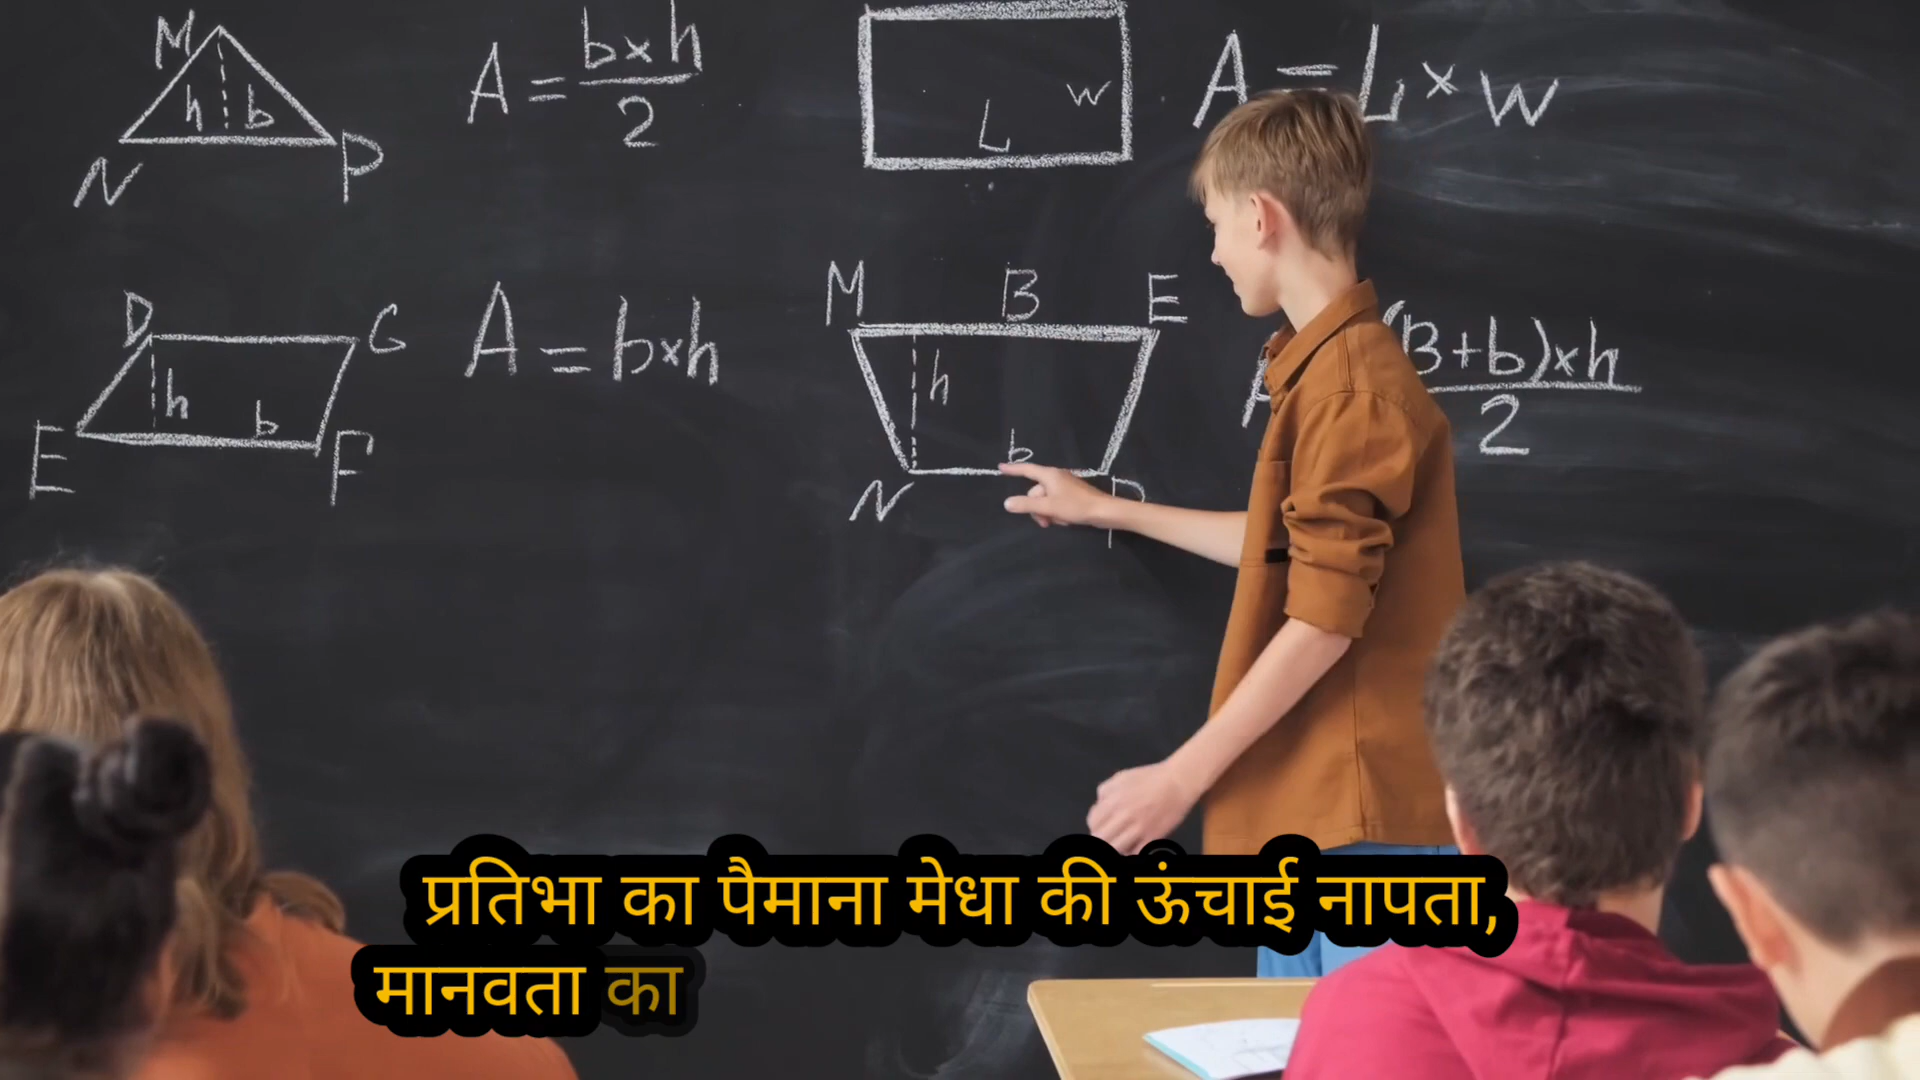 M
h b
N P
A = b×h / 2
L W
A = L × W
D G
h b
E F
A = b×h
M B E
h
b
N P
(B+b)×h / 2
प्रतिभा का पैमाना मेधा की ऊंचाई नापता,
मानवता का